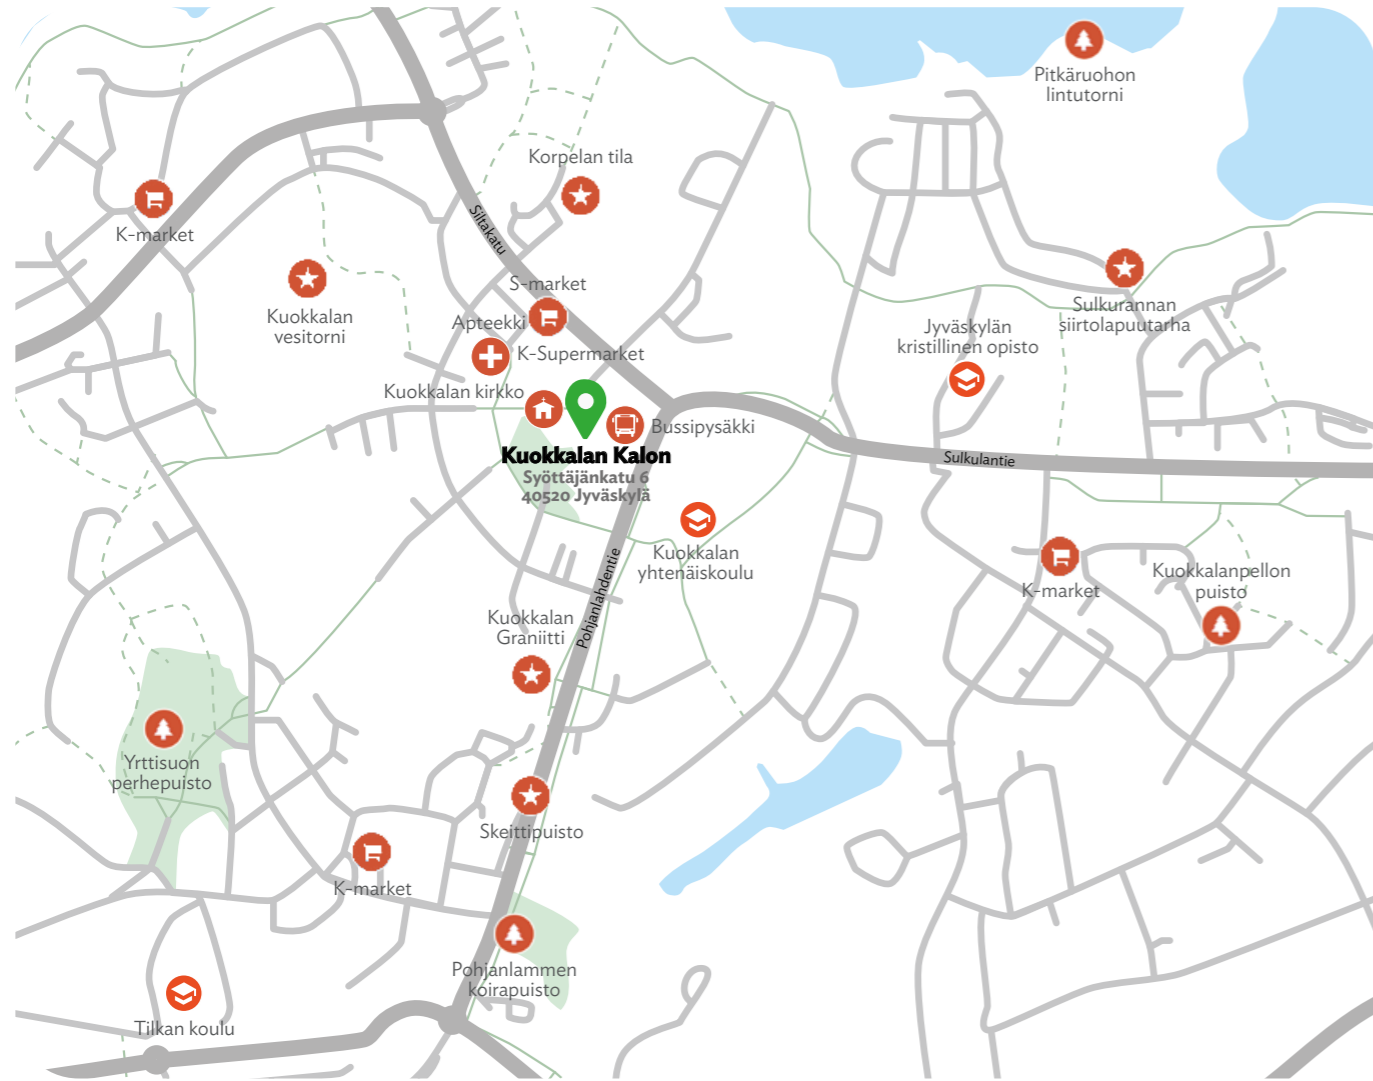 Pitkäruohon
lintutorni
Korpelan tila
K-market
Siltakatu
S-market
Kuokkalan
vesitorni
Apteekki
K-Supermarket
Sulkurannan
siirtolapuutarha
Jyväskylän
kristillinen opisto
Kuokkalan kirkko
Bussipysäkki
Kuokkalan Kalon
Syöttäjänkatu 6
40520 Jyväskylä
Sulkulantie
Kuokkalan
yhtenäiskoulu
Pohjanlahdentie
K-market
Kuokkalanpellon
puisto
Kuokkalan
Graniitti
Yrttisuon
perhepuisto
Skeittipuisto
K-market
Pohjanlammen
koirapuisto
Tilkan koulu